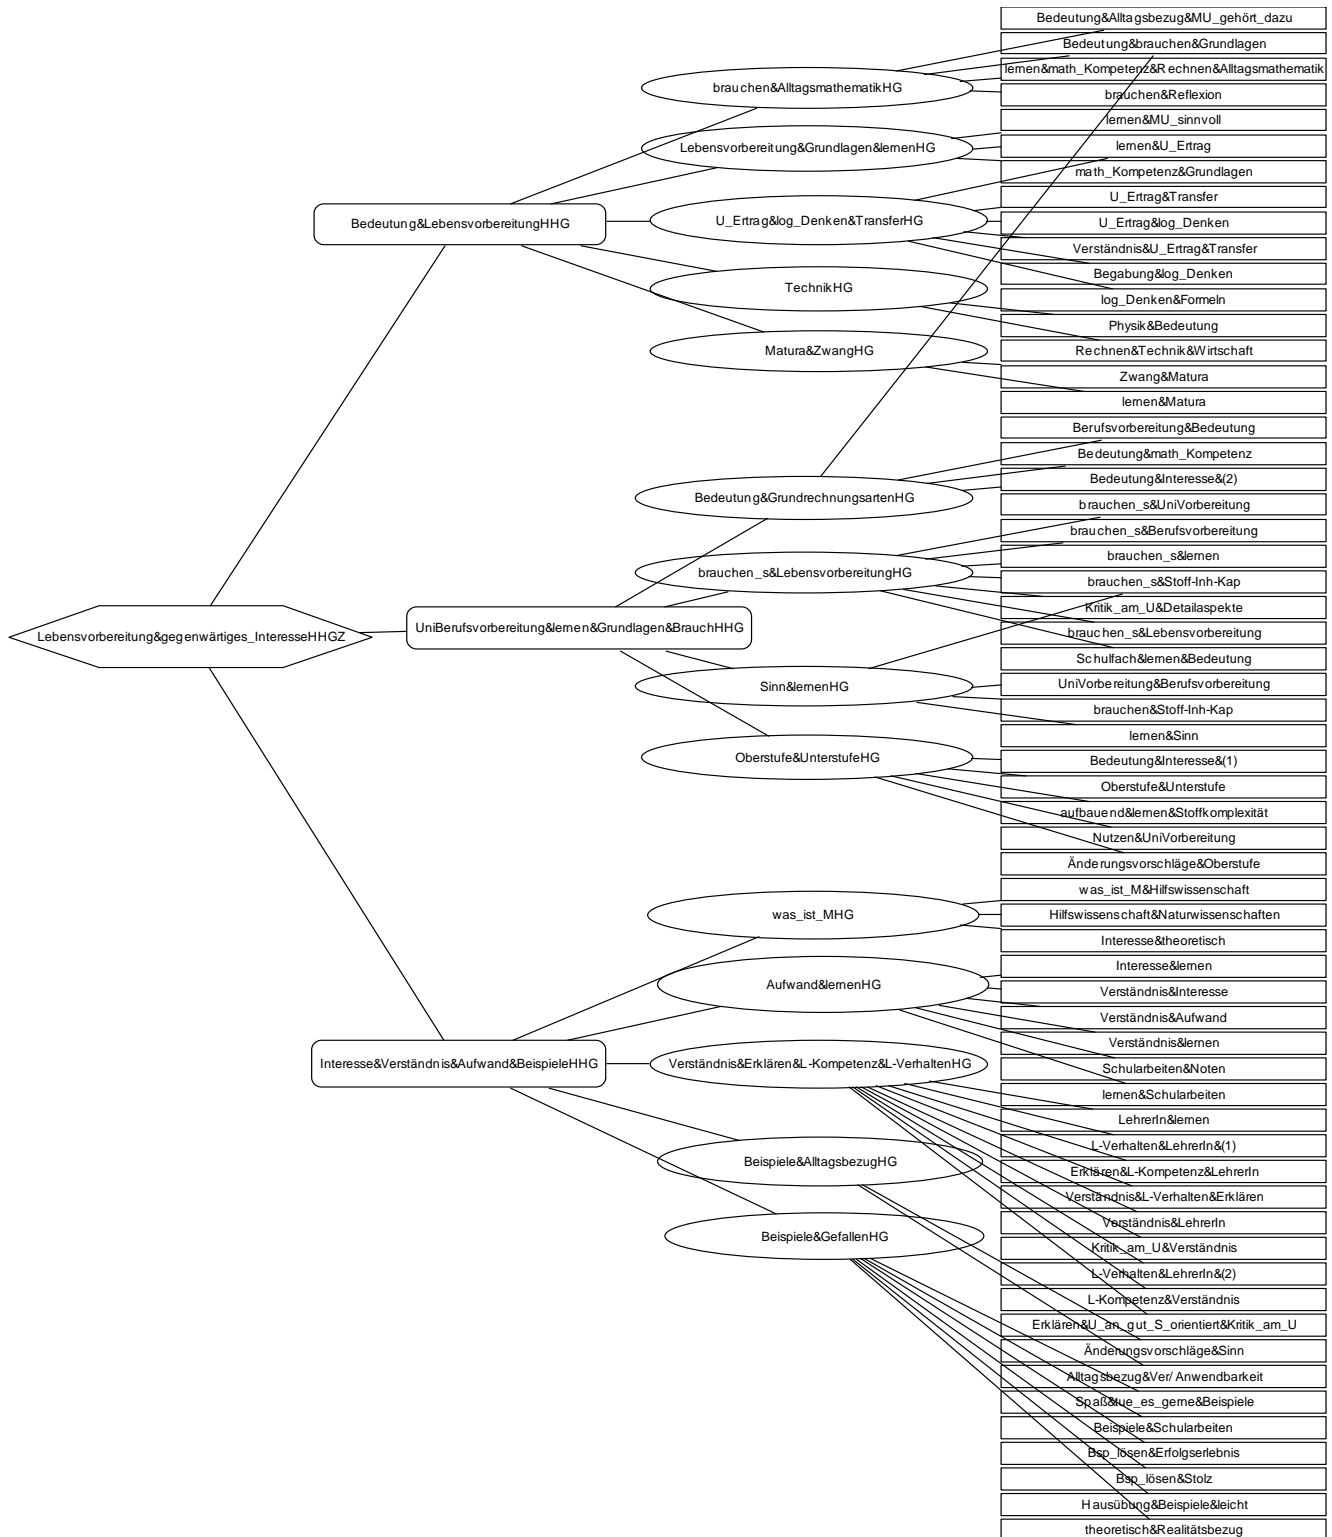 Lebensvorbereitung&gegenwärtiges_InteresseHHGZ
Bedeutung&LebensvorbereitungHHG
UniBerufsvorbereitung&lernen&Grundlagen&BrauchHHG
Interesse&Verständnis&Aufwand&BeispieleHHG
brauchen&AlltagsmathematikHG
Lebensvorbereitung&Grundlagen&lernenHG
U_Ertrag&log_Denken&TransferHG
TechnikHG
Matura&ZwangHG
Bedeutung&GrundrechnungsartenHG
brauchen_s&LebensvorbereitungHG
Sinn&lernenHG
Oberstufe&UnterstufeHG
was_ist_MHG
Aufwand&lernenHG
Verständnis&Erklären&L-Kompetenz&L-VerhaltenHG
Beispiele&AlltagsbezugHG
Beispiele&GefallenHG
Bedeutung&Alltagsbezug&MU_gehört_dazu
Bedeutung&brauchen&Grundlagen
lernen&math_Kompetenz&Rechnen&Alltagsmathematik
brauchen&Reflexion
lernen&MU_sinnvoll
lernen&U_Ertrag
math_Kompetenz&Grundlagen
U_Ertrag&Transfer
U_Ertrag&log_Denken
Verständnis&U_Ertrag&Transfer
Begabung&log_Denken
log_Denken&Formeln
Physik&Bedeutung
Rechnen&Technik&Wirtschaft
Zwang&Matura
lernen&Matura
Berufsvorbereitung&Bedeutung
Bedeutung&math_Kompetenz
Bedeutung&Interesse&(2)
brauchen_s&UniVorbereitung
brauchen_s&Berufsvorbereitung
brauchen_s&lernen
brauchen_s&Stoff-Inh-Kap
Kritik_am_U&Detailaspekte
brauchen_s&Lebensvorbereitung
Schulfach&lernen&Bedeutung
UniVorbereitung&Berufsvorbereitung
brauchen&Stoff-Inh-Kap
lernen&Sinn
Bedeutung&Interesse&(1)
Oberstufe&Unterstufe
aufbauend&lernen&Stoffkomplexität
Nutzen&UniVorbereitung
Änderungsvorschläge&Oberstufe
was_ist_M&Hilfswissenschaft
Hilfswissenschaft&Naturwissenschaften
Interesse&theoretisch
Interesse&lernen
Verständnis&Interesse
Verständnis&Aufwand
Verständnis&lernen
Schularbeiten&Noten
lernen&Schularbeiten
LehrerIn&lernen
L-Verhalten&LehrerIn&(1)
Erklären&L-Kompetenz&LehrerIn
Verständnis&L-Verhalten&Erklären
Verständnis&LehrerIn
Kritik_am_U&Verständnis
L-Verhalten&LehrerIn&(2)
L-Kompetenz&Verständnis
Erklären&U_an_gut_S_orientiert&Kritik_am_U
Änderungsvorschläge&Sinn
Alltagsbezug&Ver/ Anwendbarkeit
Spaß&tue_es_gerne&Beispiele
Beispiele&Schularbeiten
Bsp_lösen&Erfolgserlebnis
Bsp_lösen&Stolz
Hausübung&Beispiele&leicht
theoretisch&Realitätsbezug